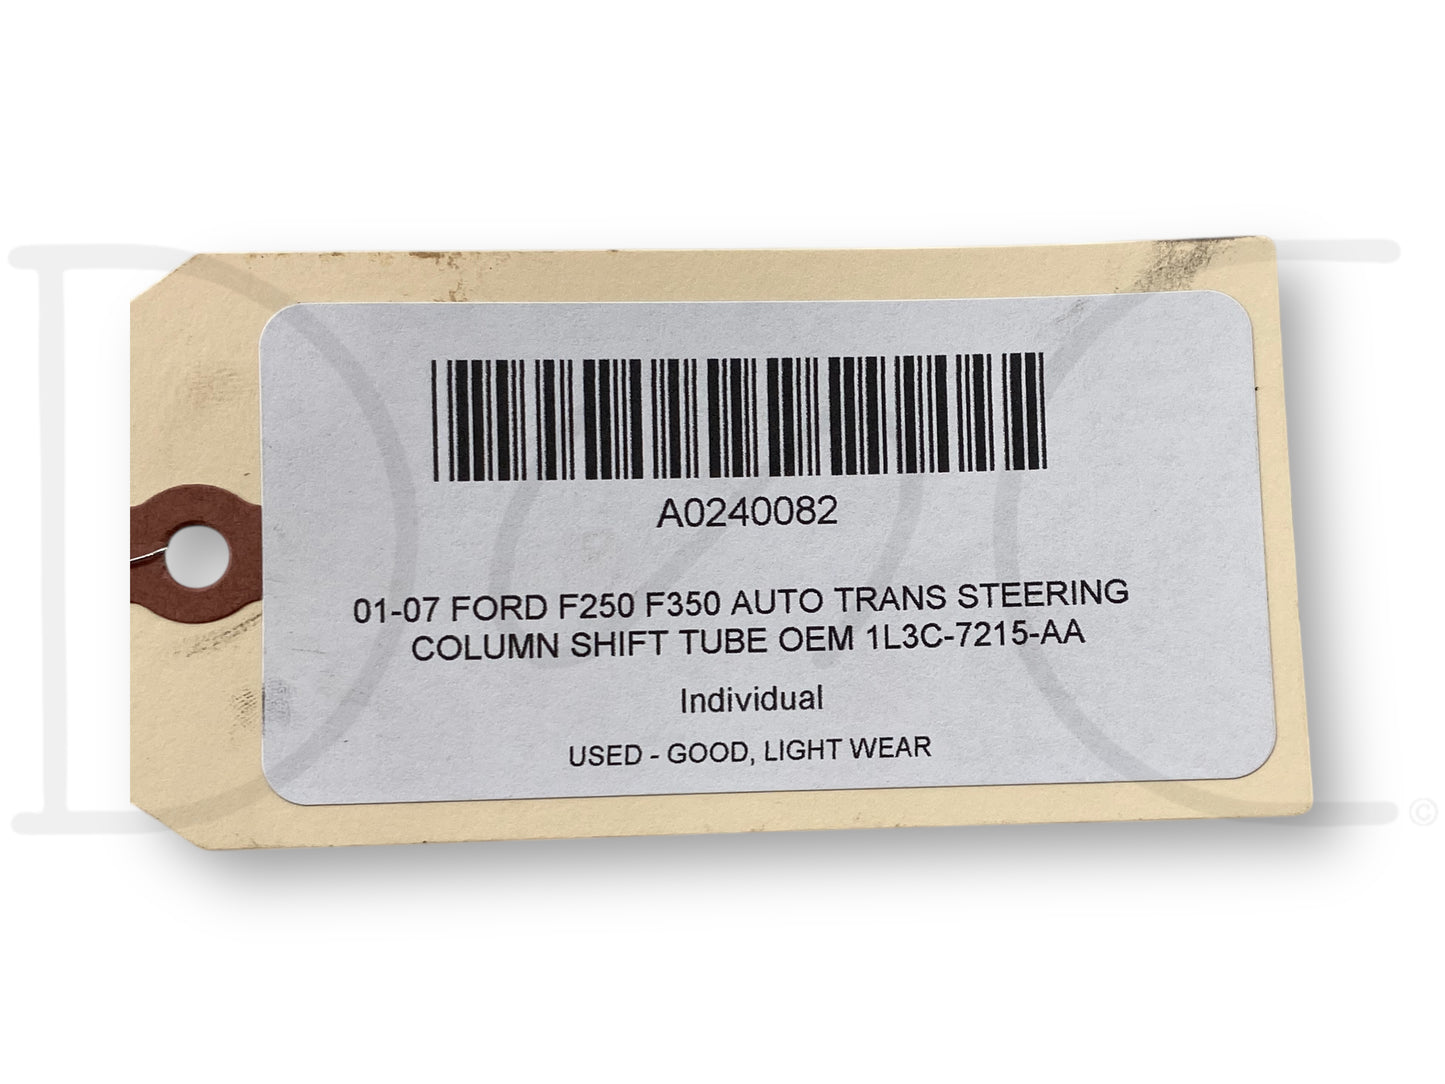 A0240082
01-07 FORD F250 F350 AUTO TRANS STEERING
COLUMN SHIFT TUBE OEM 1L3C-7215-AA
Individual
USED - GOOD, LIGHT WEAR
©